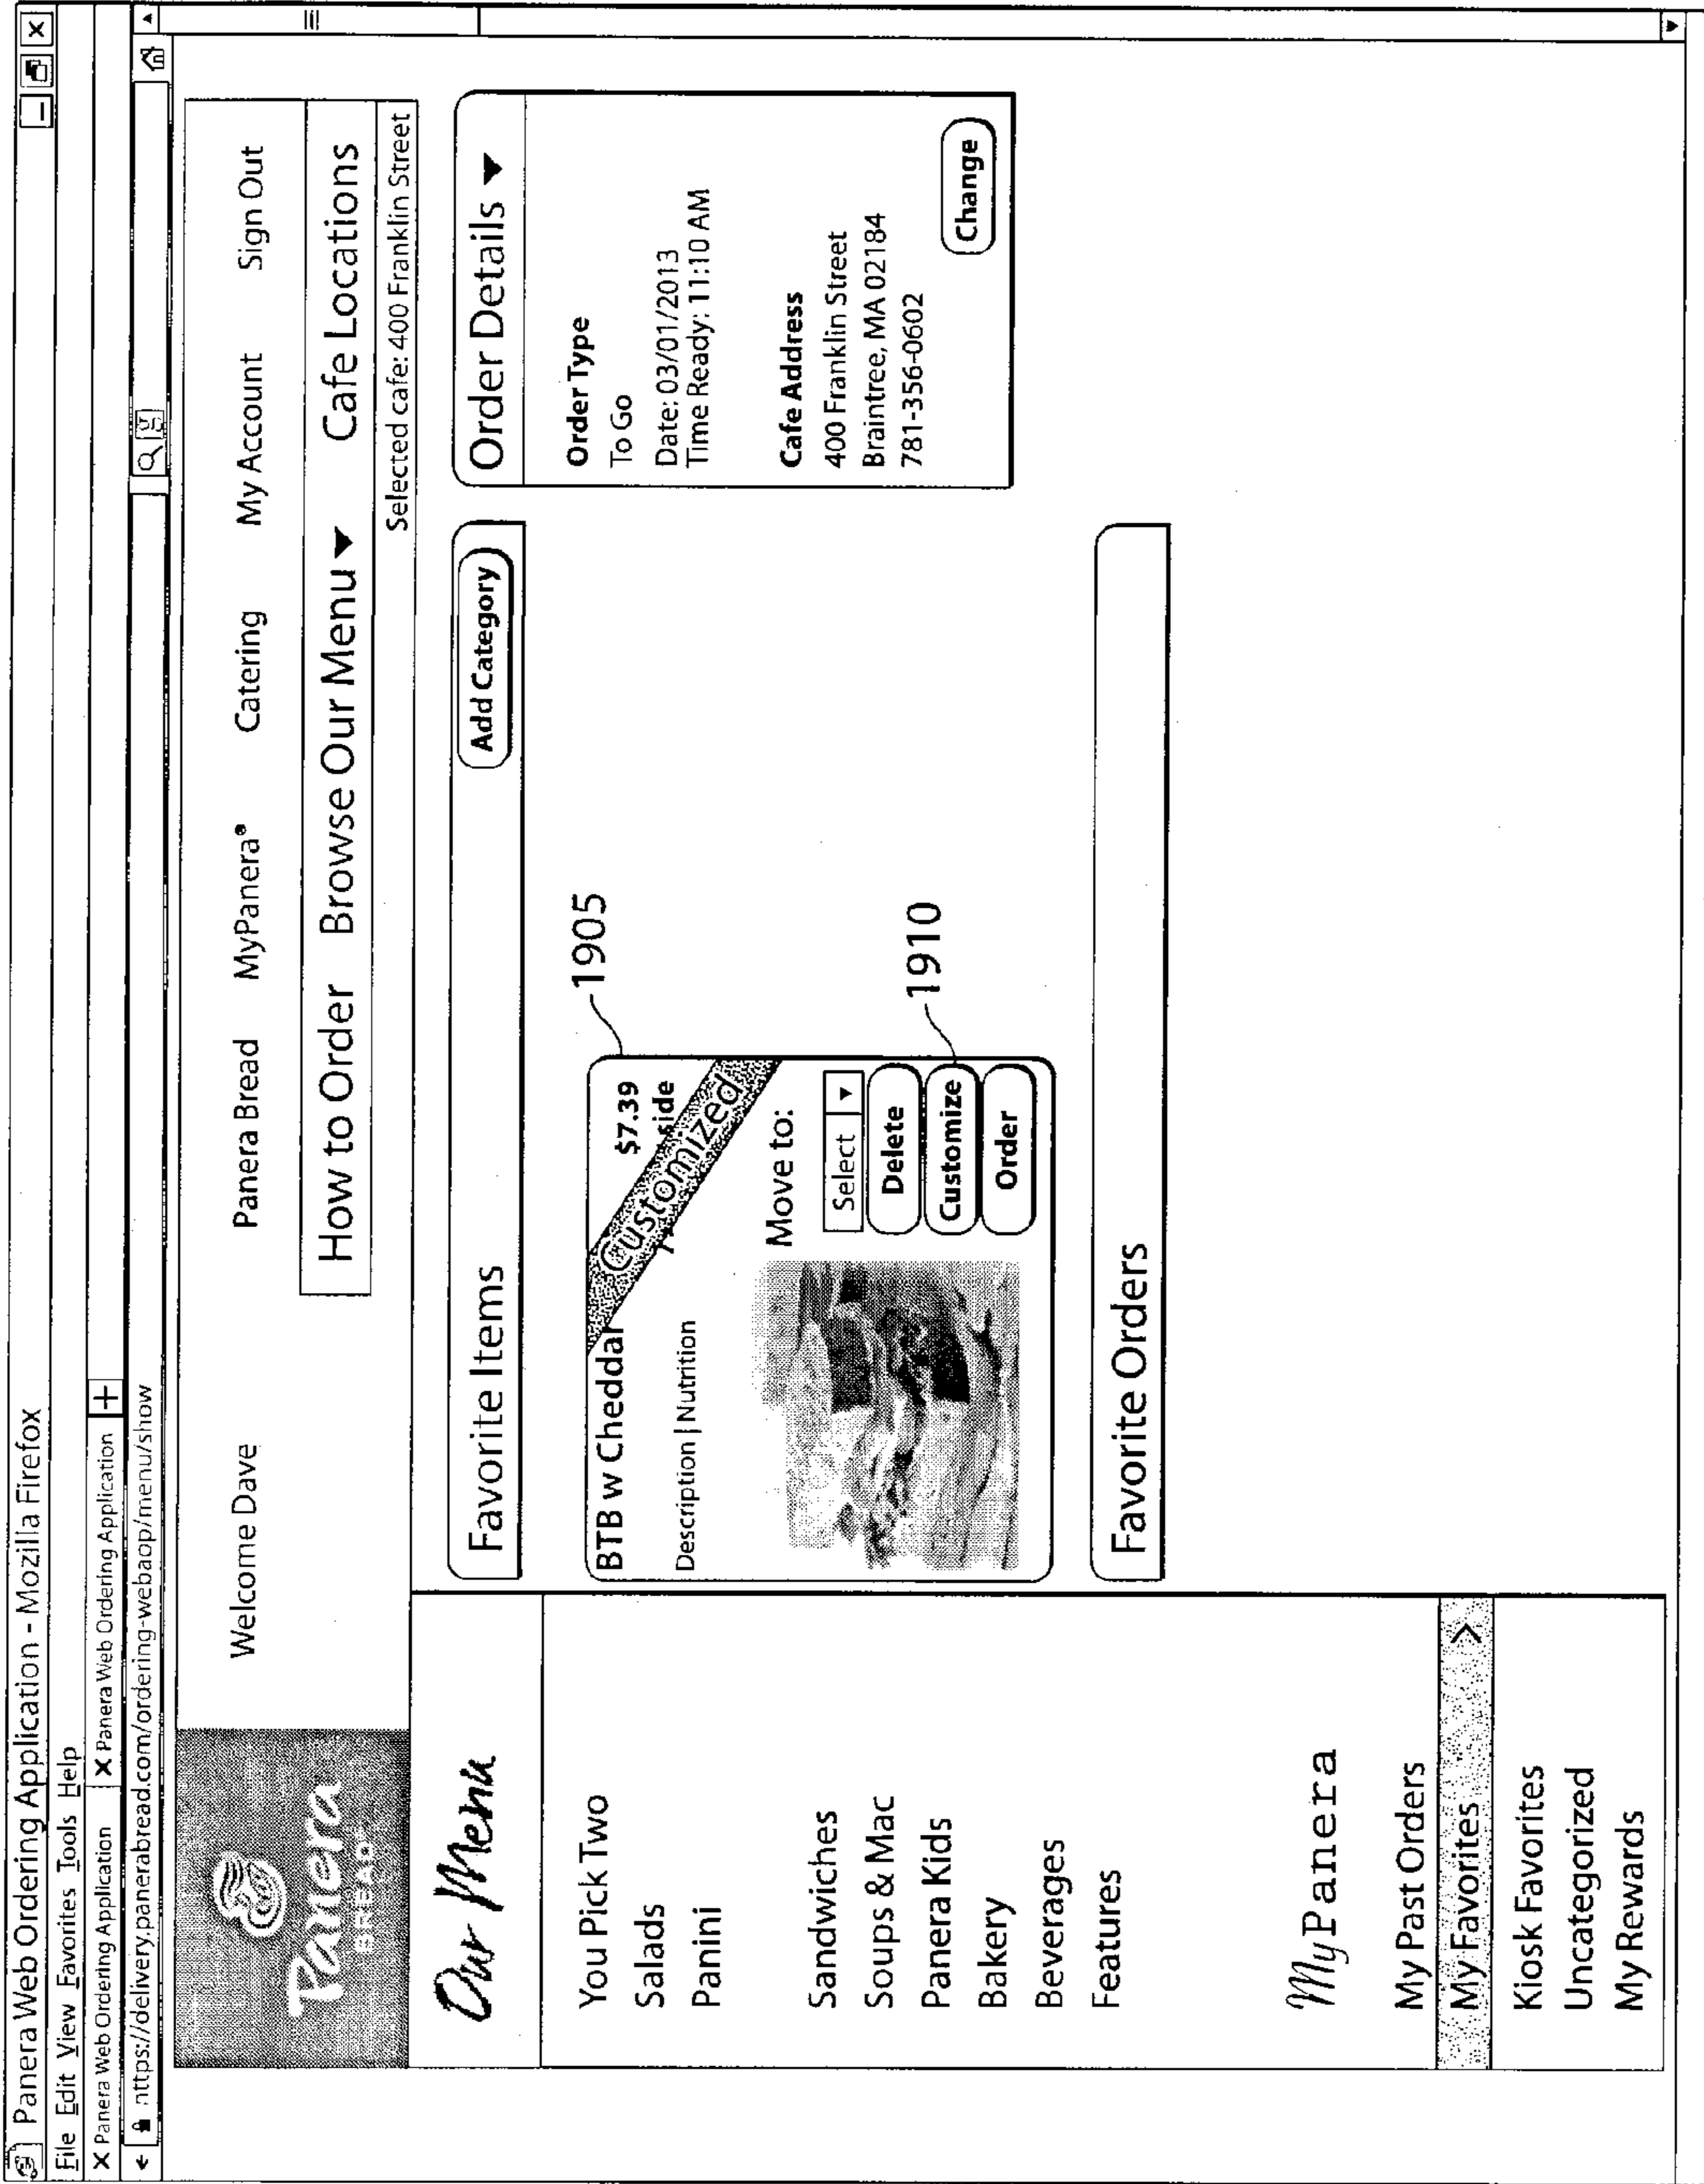 Panera Web Ordering Application - Mozilla Firefox
File Edit View Favorites Tools Help
X Panera Web Ordering Application X Panera Web Ordering Application +
https://delivery.panerabread.com/ordering-webaop/menu/show
Panera
BREAD
Welcome Dave Panera Bread MyPanera® Catering My Account Sign Out
How to Order Browse Our Menu ▼ Cafe Locations
Selected cafe: 400 Franklin Street
Our Menu
You Pick Two
Salads
Panini
Sandwiches
Soups & Mac
Panera Kids
Bakery
Beverages
Features
MyPanera
My Past Orders
My Favorites >
Kiosk Favorites
Uncategorized
My Rewards
Favorite Items Add Category
BTB w Cheddar $7.39
side
Customized
Description | Nutrition
Move to:
Select ▼
Delete
Customize
Order
1905
1910
Favorite Orders
Order Details ▼
Order Type
To Go
Date: 03/01/2013
Time Ready: 11:10 AM
Cafe Address
400 Franklin Street
Braintree, MA 02184
781-356-0602
Change